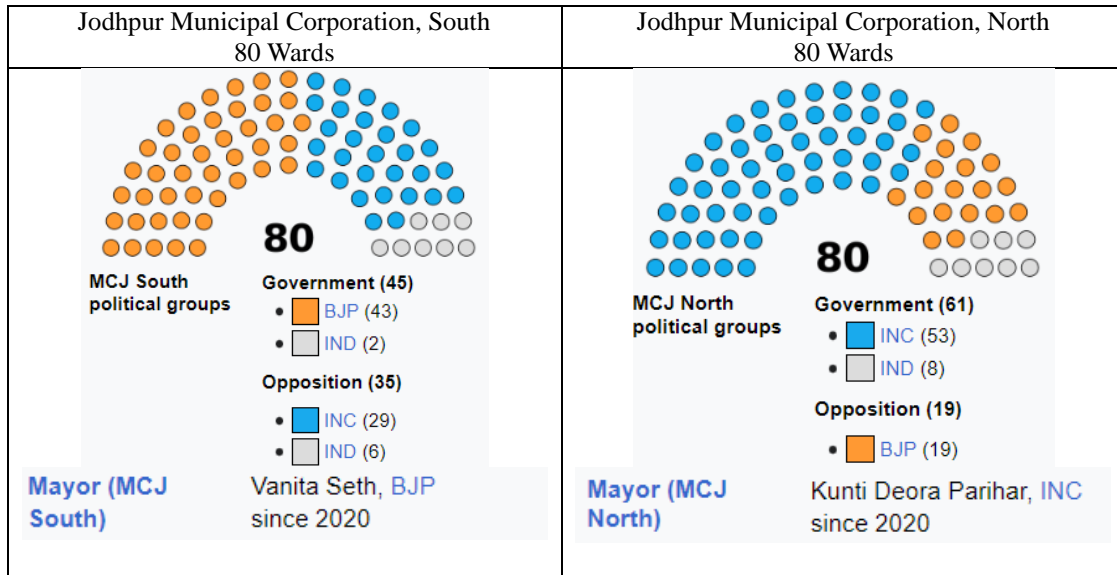 Jodhpur Municipal Corporation, South
80 Wards
80
MCJ South
political groups
Government (45)
BJP (43)
IND (2)
Opposition (35)
INC (29)
IND (6)
Mayor (MCJ
South)
Vanita Seth, BJP
since 2020
Jodhpur Municipal Corporation, North
80 Wards
80
MCJ North
political groups
Government (61)
INC (53)
IND (8)
Opposition (19)
BJP (19)
Mayor (MCJ
North)
Kunti Deora Parihar, INC
since 2020